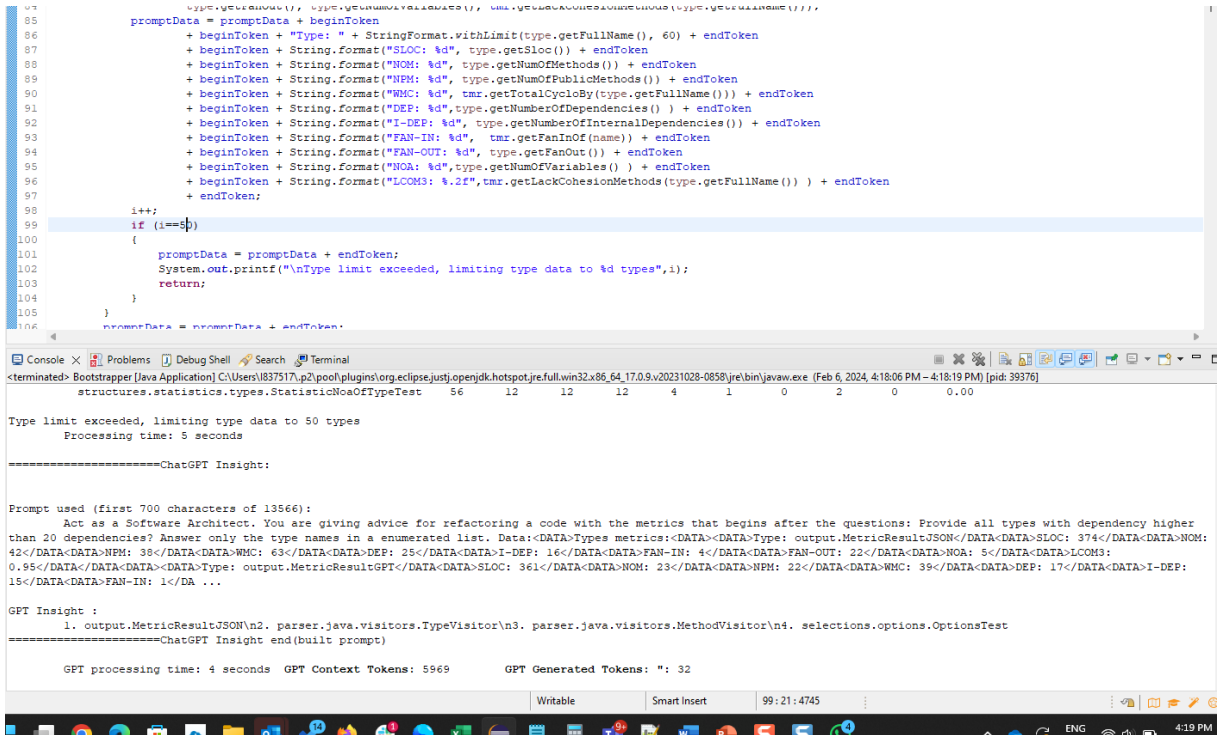 84 type.getFanOut(), type.getNumOfVariables(), tmr.getLackCohesionMethods(type.getFullName()));
85 promptData = promptData + beginToken
86 + beginToken + "Type: " + StringFormat.withLimit(type.getFullName(), 60) + endToken
87 + beginToken + String.format("SLOC: %d", type.getSloc()) + endToken
88 + beginToken + String.format("NOM: %d", type.getNumOfMethods()) + endToken
89 + beginToken + String.format("NPM: %d", type.getNumOfPublicMethods()) + endToken
90 + beginToken + String.format("WMC: %d", tmr.getTotalCycloBy(type.getFullName())) + endToken
91 + beginToken + String.format("DEP: %d",type.getNumberOfDependencies() ) + endToken
92 + beginToken + String.format("I-DEP: %d", type.getNumberOfInternalDependencies()) + endToken
93 + beginToken + String.format("FAN-IN: %d",  tmr.getFanInOf(name)) + endToken
94 + beginToken + String.format("FAN-OUT: %d", type.getFanOut()) + endToken
95 + beginToken + String.format("NOA: %d",type.getNumOfVariables() ) + endToken
96 + beginToken + String.format("LCOM3: %.2f",tmr.getLackCohesionMethods(type.getFullName()) ) + endToken
97 + endToken;
98 i++;
99 if (i==50)
100 {
101 promptData = promptData + endToken;
102 System.out.printf("\nType limit exceeded, limiting type data to %d types",i);
103 return;
104 }
105 }
106 promptData = promptData + endToken;
Console Problems Debug Shell Search Terminal
<terminated> Bootstrapper [Java Application] C:\Users\I837517\.p2\pool\plugins\org.eclipse.justj.openjdk.hotspot.jre.full.win32.x86_64_17.0.9.v20231028-0858\jre\bin\javaw.exe (Feb 6, 2024, 4:18:06 PM – 4:18:19 PM) [pid: 39376]
structures.statistics.types.StatisticNoaOfTypeTest 56 12 12 12 4 1 0 2 0 0.00
Type limit exceeded, limiting type data to 50 types
Processing time: 5 seconds
======================ChatGPT Insight:
Prompt used (first 700 characters of 13566):
Act as a Software Architect. You are giving advice for refactoring a code with the metrics that begins after the questions: Provide all types with dependency higher
than 20 dependencies? Answer only the type names in a enumerated list. Data:<DATA>Types metrics:<DATA><DATA>Type: output.MetricResultJSON</DATA><DATA>SLOC: 374</DATA><DATA>NOM:
42</DATA><DATA>NPM: 38</DATA><DATA>WMC: 63</DATA><DATA>DEP: 25</DATA><DATA>I-DEP: 16</DATA><DATA>FAN-IN: 4</DATA><DATA>FAN-OUT: 22</DATA><DATA>NOA: 5</DATA><DATA>LCOM3:
0.95</DATA></DATA><DATA><DATA>Type: output.MetricResultGPT</DATA><DATA>SLOC: 361</DATA><DATA>NOM: 23</DATA><DATA>NPM: 22</DATA><DATA>WMC: 39</DATA><DATA>DEP: 17</DATA><DATA>I-DEP:
15</DATA><DATA>FAN-IN: 1</DA ...
GPT Insight :
1. output.MetricResultJSON\n2. parser.java.visitors.TypeVisitor\n3. parser.java.visitors.MethodVisitor\n4. selections.options.OptionsTest
======================ChatGPT Insight end(built prompt)
GPT processing time: 4 seconds GPT Context Tokens: 5969 GPT Generated Tokens: ": 32
Writable Smart Insert 99 : 21 : 4745
14 9+ 4 ENG 4:19 PM